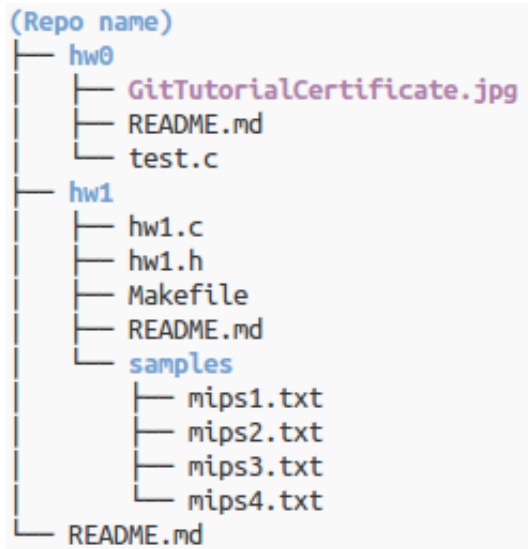 (Repo name)
├── hw0
│   ├── GitTutorialCertificate.jpg
│   ├── README.md
│   └── test.c
├── hw1
│   ├── hw1.c
│   ├── hw1.h
│   ├── Makefile
│   ├── README.md
│   └── samples
│       ├── mips1.txt
│       ├── mips2.txt
│       ├── mips3.txt
│       └── mips4.txt
└── README.md